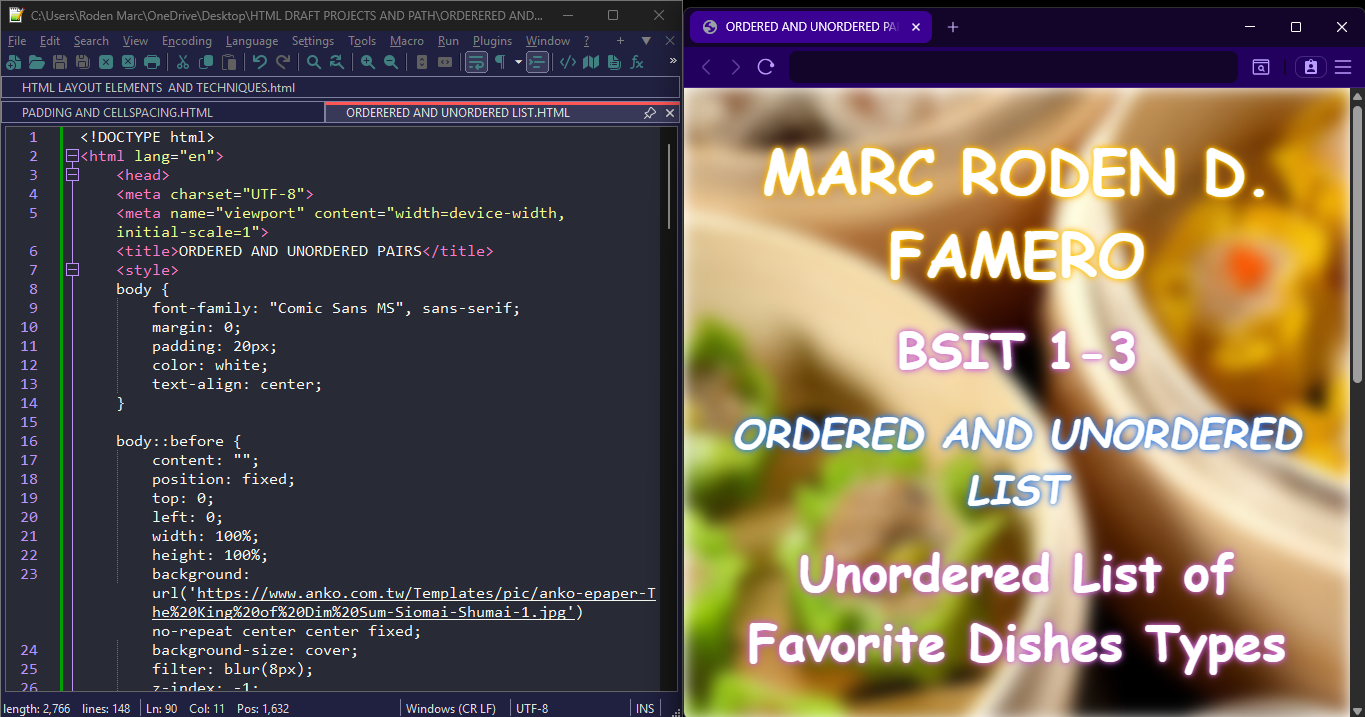 C:\Users\Roden Marc\OneDrive\Desktop\HTML DRAFT PROJECTS AND PATH\ORDERERED AND...
File Edit Search View Encoding Language Settings Tools Macro Run Plugins Window ? + ▼ ×
HTML LAYOUT ELEMENTS  AND TECHNIQUES.html
PADDING AND CELLSPACING.HTML
ORDERERED AND UNORDERED LIST.HTML
1 <!DOCTYPE html>
2 <html lang="en">
3 <head>
4 <meta charset="UTF-8">
5 <meta name="viewport" content="width=device-width,
initial-scale=1">
6 <title>ORDERED AND UNORDERED PAIRS</title>
7 <style>
8 body {
9 font-family: "Comic Sans MS", sans-serif;
10 margin: 0;
11 padding: 20px;
12 color: white;
13 text-align: center;
14 }
15
16 body::before {
17 content: "";
18 position: fixed;
19 top: 0;
20 left: 0;
21 width: 100%;
22 height: 100%;
23 background:
url('https://www.anko.com.tw/Templates/pic/anko-epaper-T
he%20King%20of%20Dim%20Sum-Siomai-Shumai-1.jpg')
no-repeat center center fixed;
24 background-size: cover;
25 filter: blur(8px);
26 z-index: -1;
length: 2,766 lines: 148 Ln: 90 Col: 11 Pos: 1,632 Windows (CR LF) UTF-8 INS
ORDERED AND UNORDERED PA
MARC RODEN D.
FAMERO
BSIT 1-3
ORDERED AND UNORDERED
LIST
Unordered List of
Favorite Dishes Types